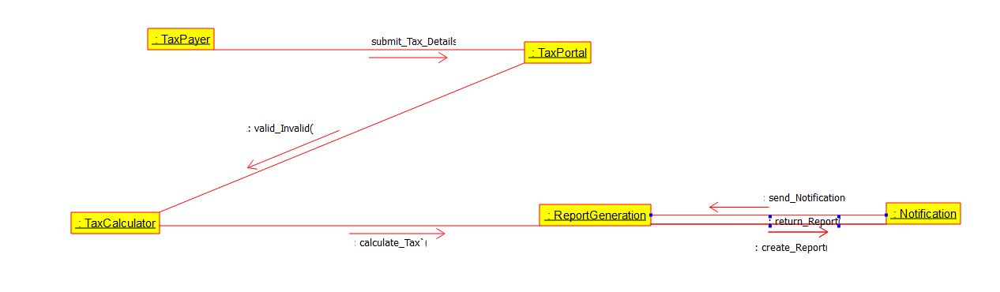 : TaxPayer
submit_Tax_Details
: TaxPortal
: valid_Invalid(
: TaxCalculator
: calculate_Tax`(
: ReportGeneration
: send_Notification
: return_Report(
: create_Report(
: Notification